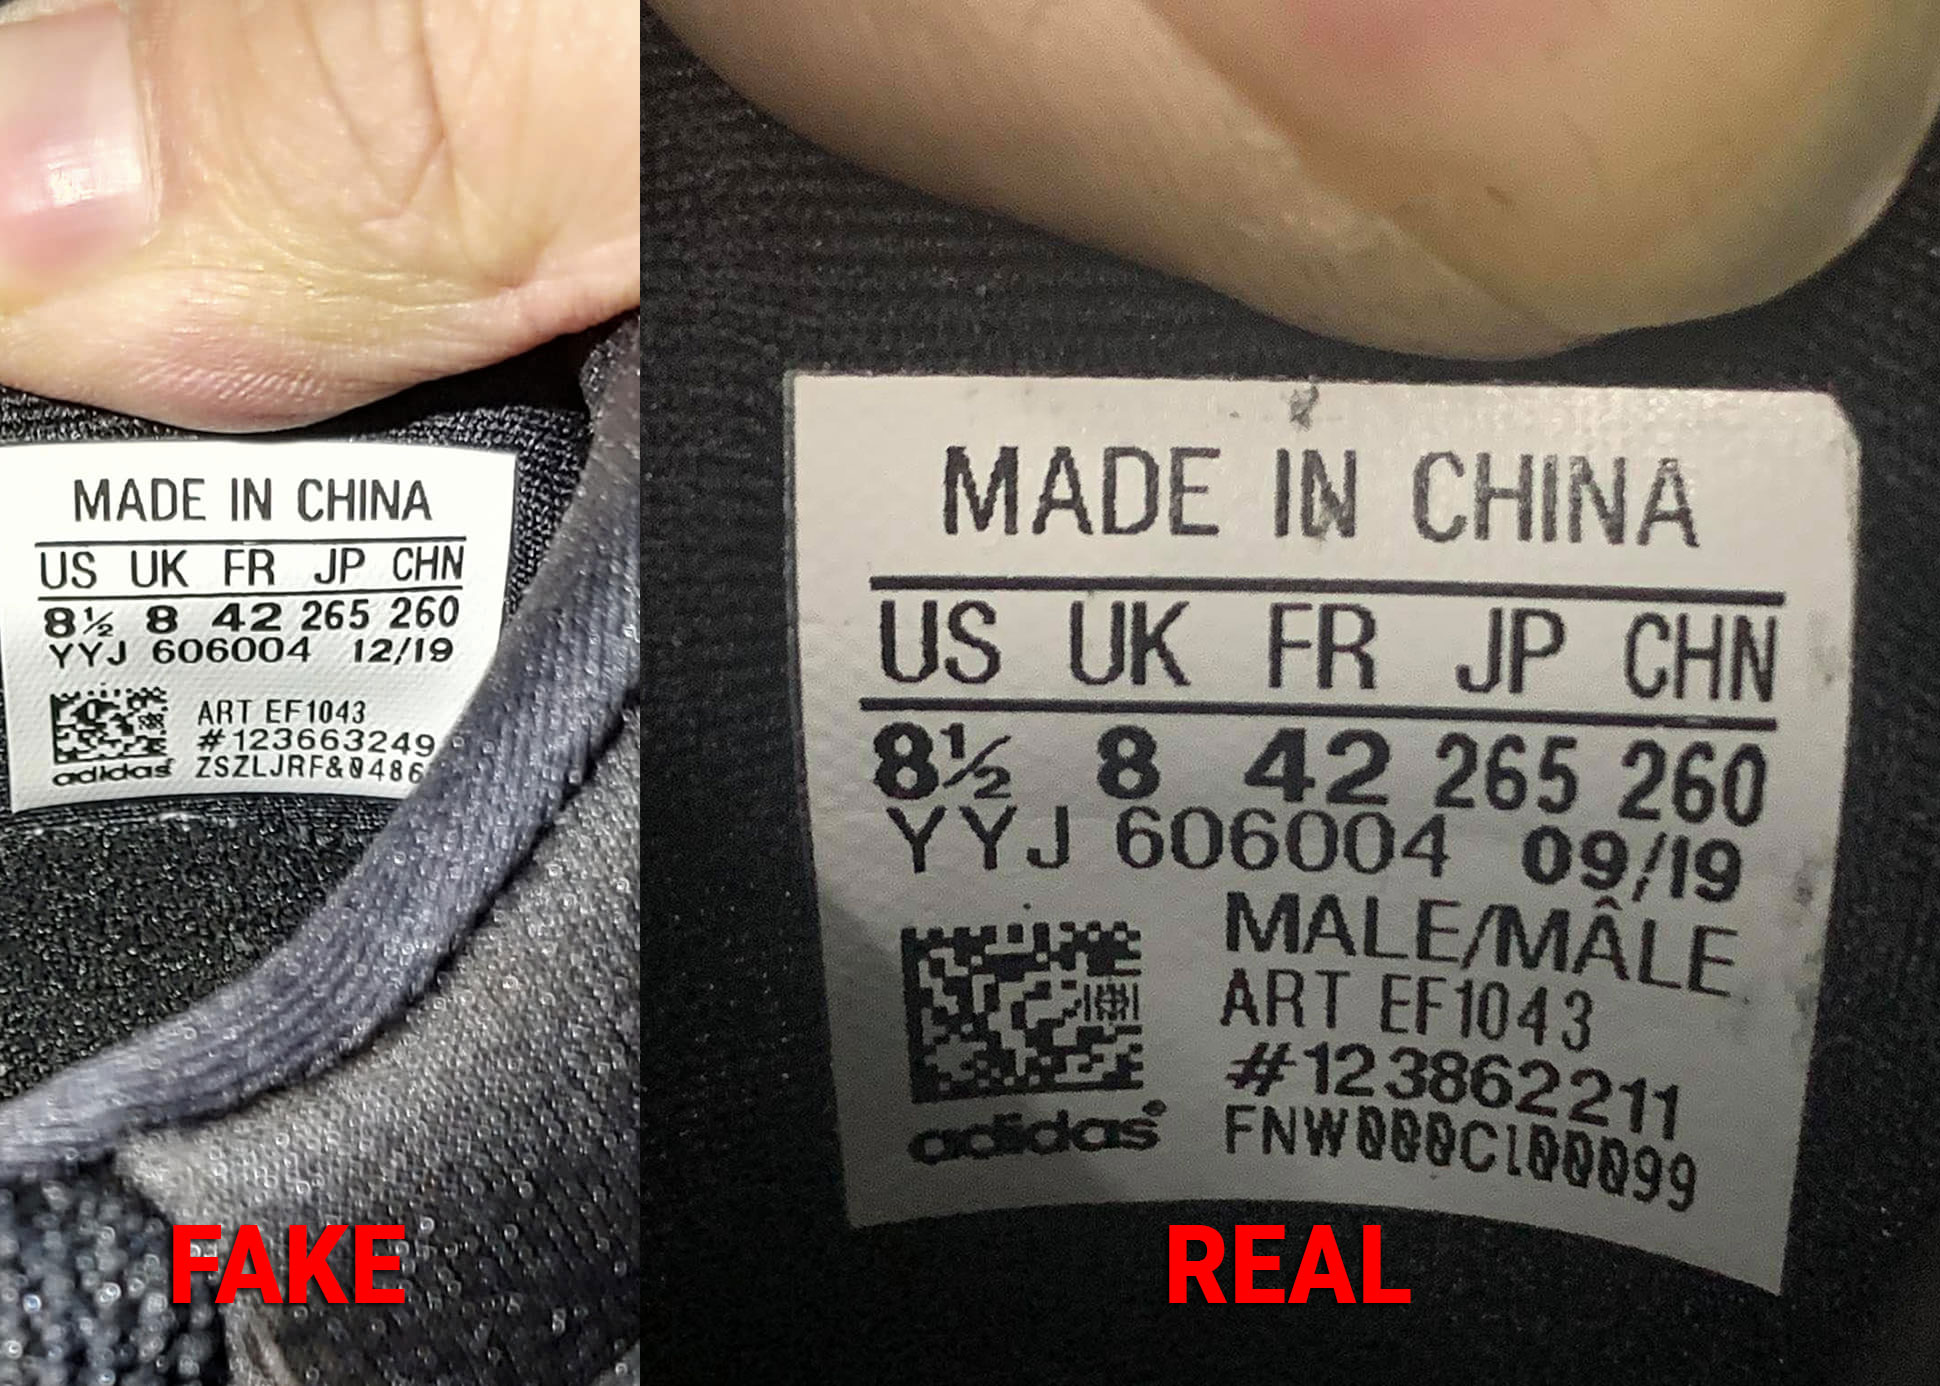 MADE IN CHINA
US UK FR JP CHN
8½ 8 42 265 260
YYJ 606004 12/19
ART EF1043
#123663249
adidas ZSZLJRF&0486
FAKE
MADE IN CHINA
US UK FR JP CHN
8½ 8 42 265 260
YYJ 606004 09/19
MALE/MÂLE
ART EF1043
#123862211
adidas® FNW000C100099
REAL